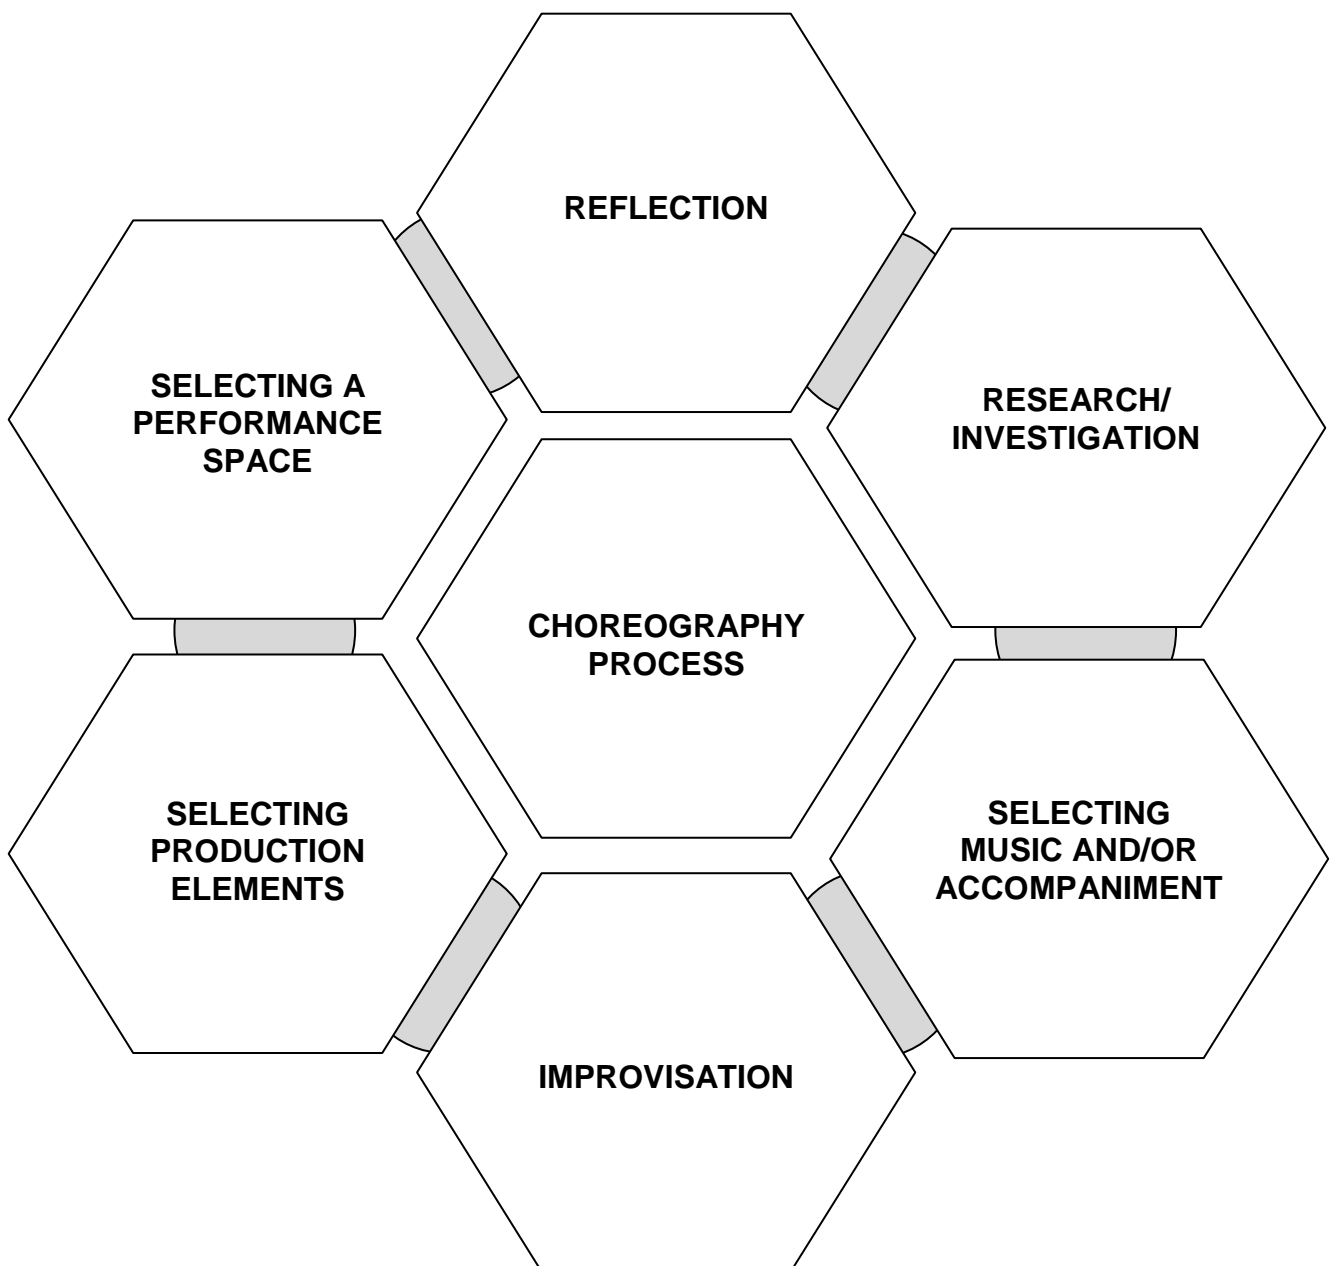 REFLECTION
SELECTING A
PERFORMANCE
SPACE
RESEARCH/
INVESTIGATION
CHOREOGRAPHY
PROCESS
SELECTING
PRODUCTION
ELEMENTS
SELECTING
MUSIC AND/OR
ACCOMPANIMENT
IMPROVISATION